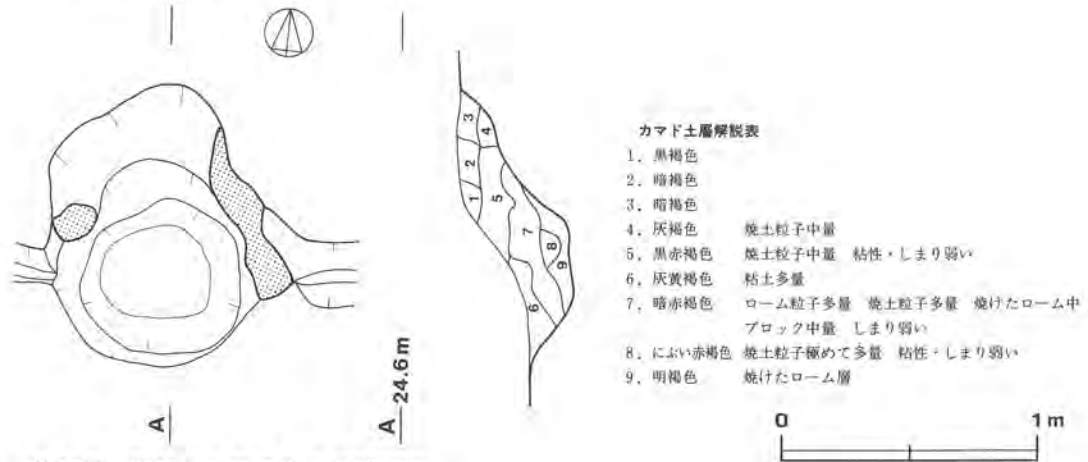 3
4
2
1
5
7
8
9
6
A
A 24.6m
カマド土層解説表
1．黒褐色
2．暗褐色
3．暗褐色
4．灰褐色 焼土粒子中量
5．黒赤褐色 焼土粒子中量 粘性・しまり弱い
6．灰黄褐色 粘土多量
7．暗赤褐色 ローム粒子多量 焼土粒子多量 焼けたローム中
ブロック中量 しまり弱い
8．にぶい赤褐色 焼土粒子極めて多量 粘性・しまり弱い
9．明褐色 焼けたローム層
0 1m